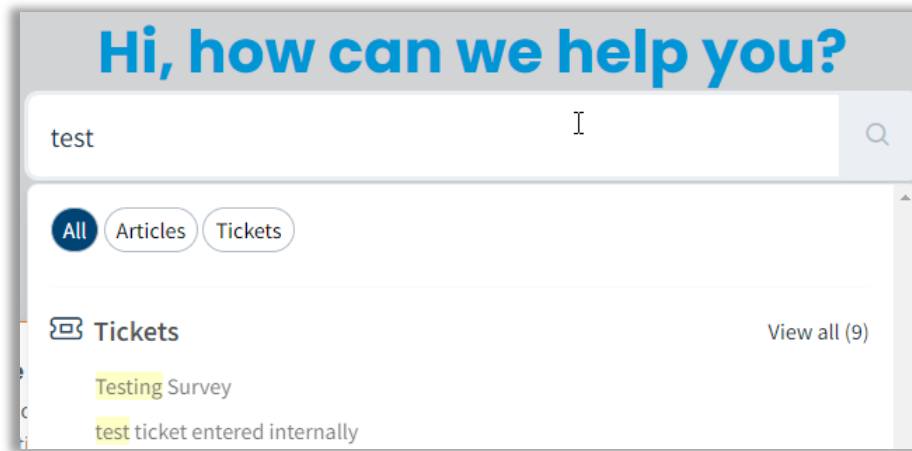 Hi, how can we help you?
test
All Articles Tickets
Tickets View all (9)
Testing Survey
test ticket entered internally